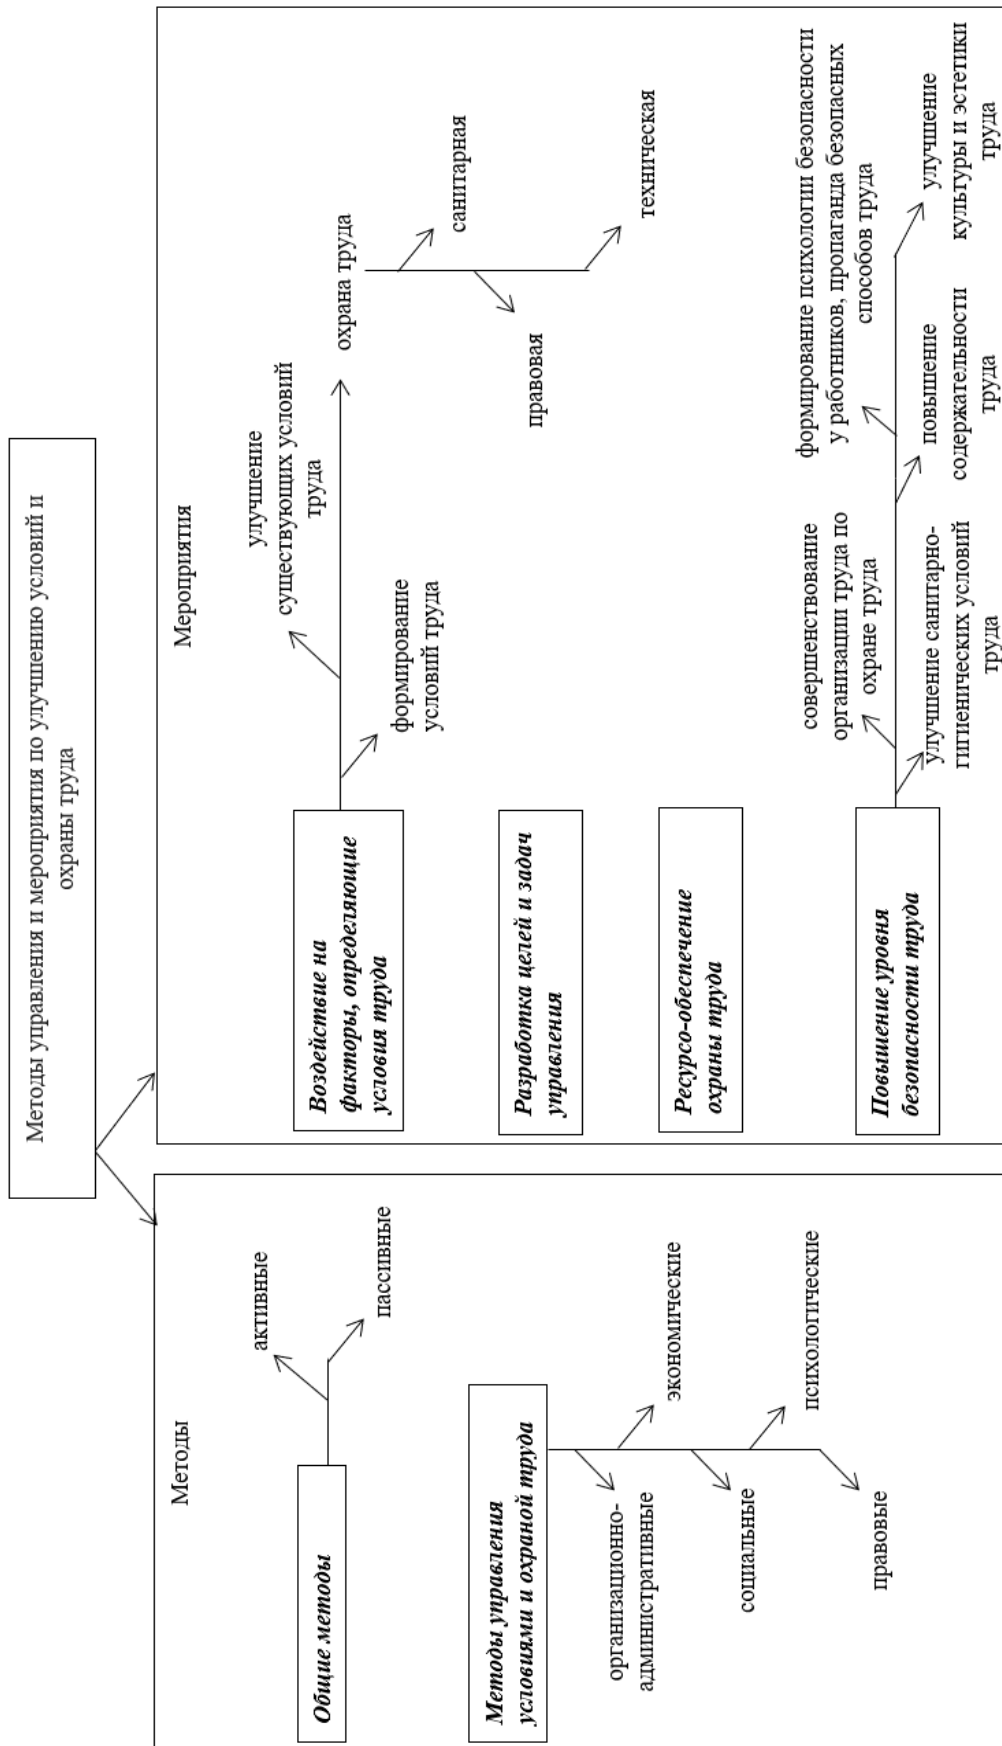 Методы управления и мероприятия по улучшению условий и
охраны труда
Методы
Общие методы
активные
пассивные
Методы управления
условиями и охраной труда
организационно-
административные
экономические
социальные
психологические
правовые
Мероприятия
Воздействие на
факторы, определяющие
условия труда
формирование
условий труда
улучшение
существующих условий
труда
охрана труда
санитарная
правовая
техническая
Разработка целей и задач
управления
Ресурсо-обеспечение
охраны труда
Повышение уровня
безопасности труда
совершенствование
организации труда по
охране труда
формирование психологии безопасности
у работников, пропаганда безопасных
способов труда
улучшение санитарно-
гигиенических условий
труда
повышение
содержательности
труда
улучшение
культуры и эстетики
труда